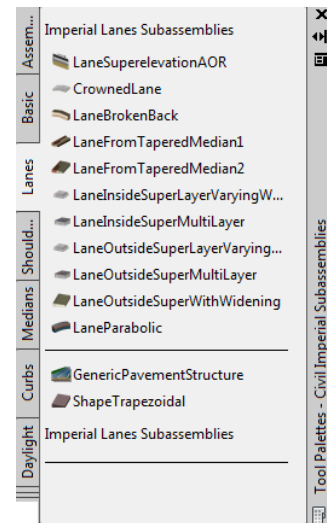 Assem...
Basic
Lanes
Should...
Medians
Curbs
Daylight
Imperial Lanes Subassemblies
LaneSuperelevationAOR
CrownedLane
LaneBrokenBack
LaneFromTaperedMedian1
LaneFromTaperedMedian2
LaneInsideSuperLayerVaryingW...
LaneInsideSuperMultiLayer
LaneOutsideSuperLayerVarying...
LaneOutsideSuperMultiLayer
LaneOutsideSuperWithWidening
LaneParabolic
GenericPavementStructure
ShapeTrapezoidal
Imperial Lanes Subassemblies
Tool Palettes - Civil Imperial Subassemblies